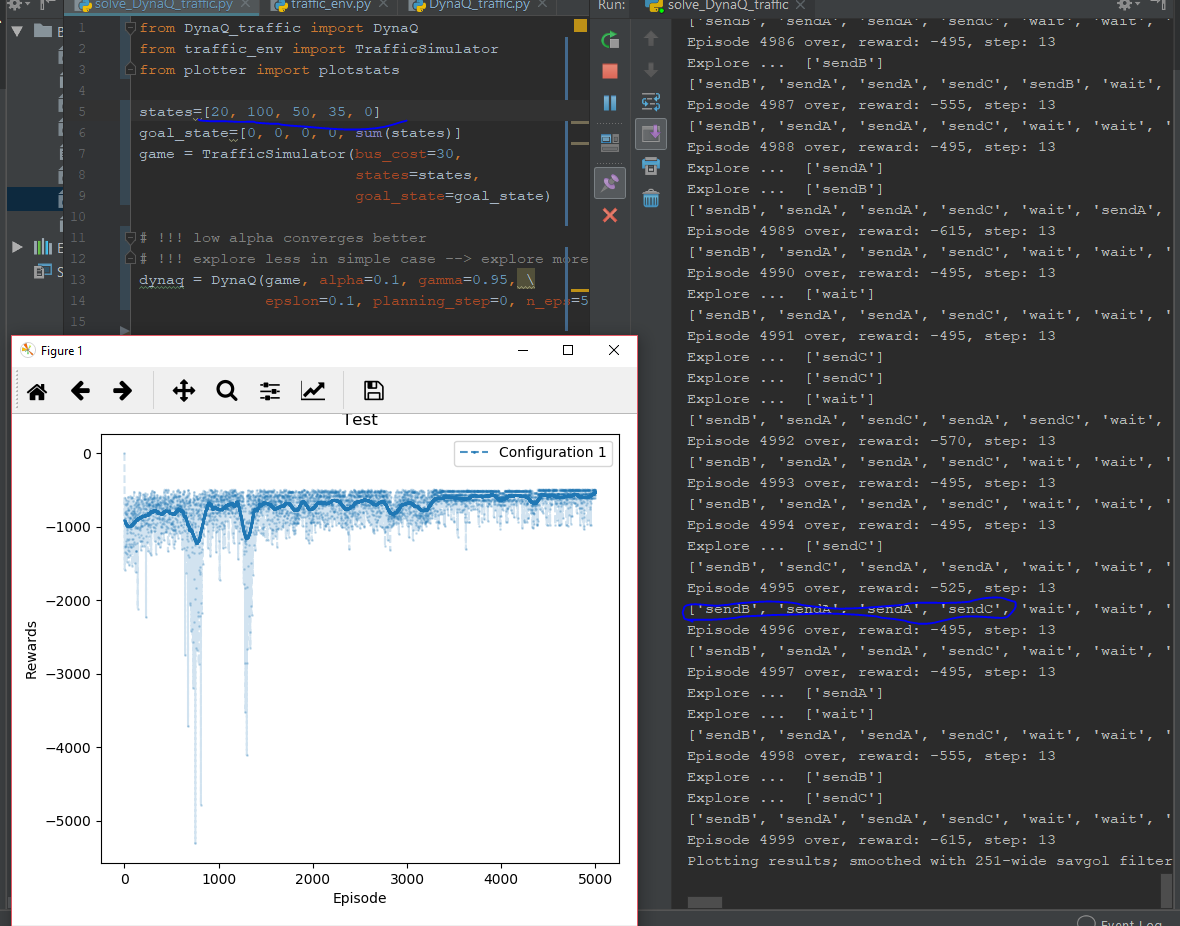 solve_DynaQ_traffic.py
traffic_env.py
DynaQ_traffic.py
1 from DynaQ_traffic import DynaQ
2 from traffic_env import TrafficSimulator
3 from plotter import plotstats
4
5 states=[20, 100, 50, 35, 0]
6 goal_state=[0, 0, 0, 0, sum(states)]
7 game = TrafficSimulator(bus_cost=30,
8 states=states,
9 goal_state=goal_state)
10
11 # !!! low alpha converges better
12 # !!! explore less in simple case --> explore more
13 dynaq = DynaQ(game, alpha=0.1, gamma=0.95, \
14 epslon=0.1, planning_step=0, n_eps=5
15
Figure 1
Test
Configuration 1
0
−1000
−2000
−3000
−4000
−5000
Rewards
0 1000 2000 3000 4000 5000
Episode
Run: solve_DynaQ_traffic
['sendB', 'sendA', 'sendA', 'sendC', 'wait', 'wait', '
Episode 4986 over, reward: -495, step: 13
Explore ... ['sendB']
['sendB', 'sendA', 'sendA', 'sendC', 'sendB', 'wait',
Episode 4987 over, reward: -555, step: 13
['sendB', 'sendA', 'sendA', 'sendC', 'wait', 'wait', '
Episode 4988 over, reward: -495, step: 13
Explore ... ['sendA']
Explore ... ['sendB']
['sendB', 'sendA', 'sendA', 'sendC', 'wait', 'sendA',
Episode 4989 over, reward: -615, step: 13
['sendB', 'sendA', 'sendA', 'sendC', 'wait', 'wait', '
Episode 4990 over, reward: -495, step: 13
Explore ... ['wait']
['sendB', 'sendA', 'sendA', 'sendC', 'wait', 'wait', '
Episode 4991 over, reward: -495, step: 13
Explore ... ['sendC']
Explore ... ['sendC']
Explore ... ['wait']
['sendB', 'sendA', 'sendC', 'sendA', 'sendC', 'wait',
Episode 4992 over, reward: -570, step: 13
['sendB', 'sendA', 'sendA', 'sendC', 'wait', 'wait', '
Episode 4993 over, reward: -495, step: 13
['sendB', 'sendA', 'sendA', 'sendC', 'wait', 'wait', '
Episode 4994 over, reward: -495, step: 13
Explore ... ['sendC']
['sendB', 'sendC', 'sendA', 'sendA', 'wait', 'wait', '
Episode 4995 over, reward: -525, step: 13
['sendB', 'sendA', 'sendA', 'sendC', 'wait', 'wait', '
Episode 4996 over, reward: -495, step: 13
['sendB', 'sendA', 'sendA', 'sendC', 'wait', 'wait', '
Episode 4997 over, reward: -495, step: 13
Explore ... ['sendA']
Explore ... ['wait']
['sendB', 'sendA', 'sendA', 'sendC', 'wait', 'wait', '
Episode 4998 over, reward: -555, step: 13
Explore ... ['sendB']
Explore ... ['sendC']
['sendB', 'sendA', 'sendA', 'sendC', 'wait', 'wait', '
Episode 4999 over, reward: -615, step: 13
Plotting results; smoothed with 251-wide savgol filter
Event Log